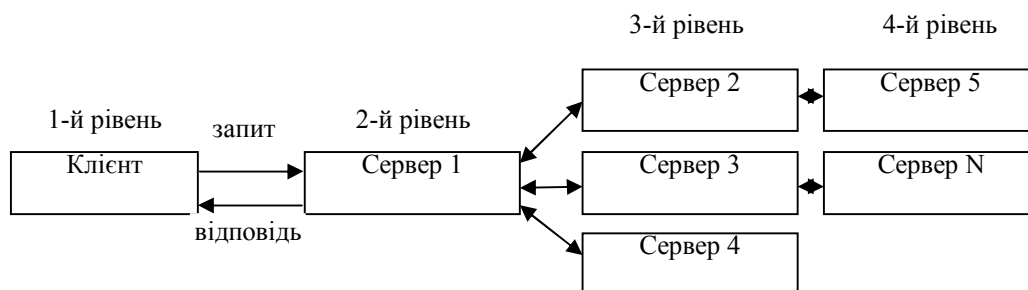 3-й рівень
4-й рівень
Сервер 2
Сервер 5
1-й рівень
запит
2-й рівень
Клієнт
Сервер 1
Сервер 3
Сервер N
відповідь
Сервер 4